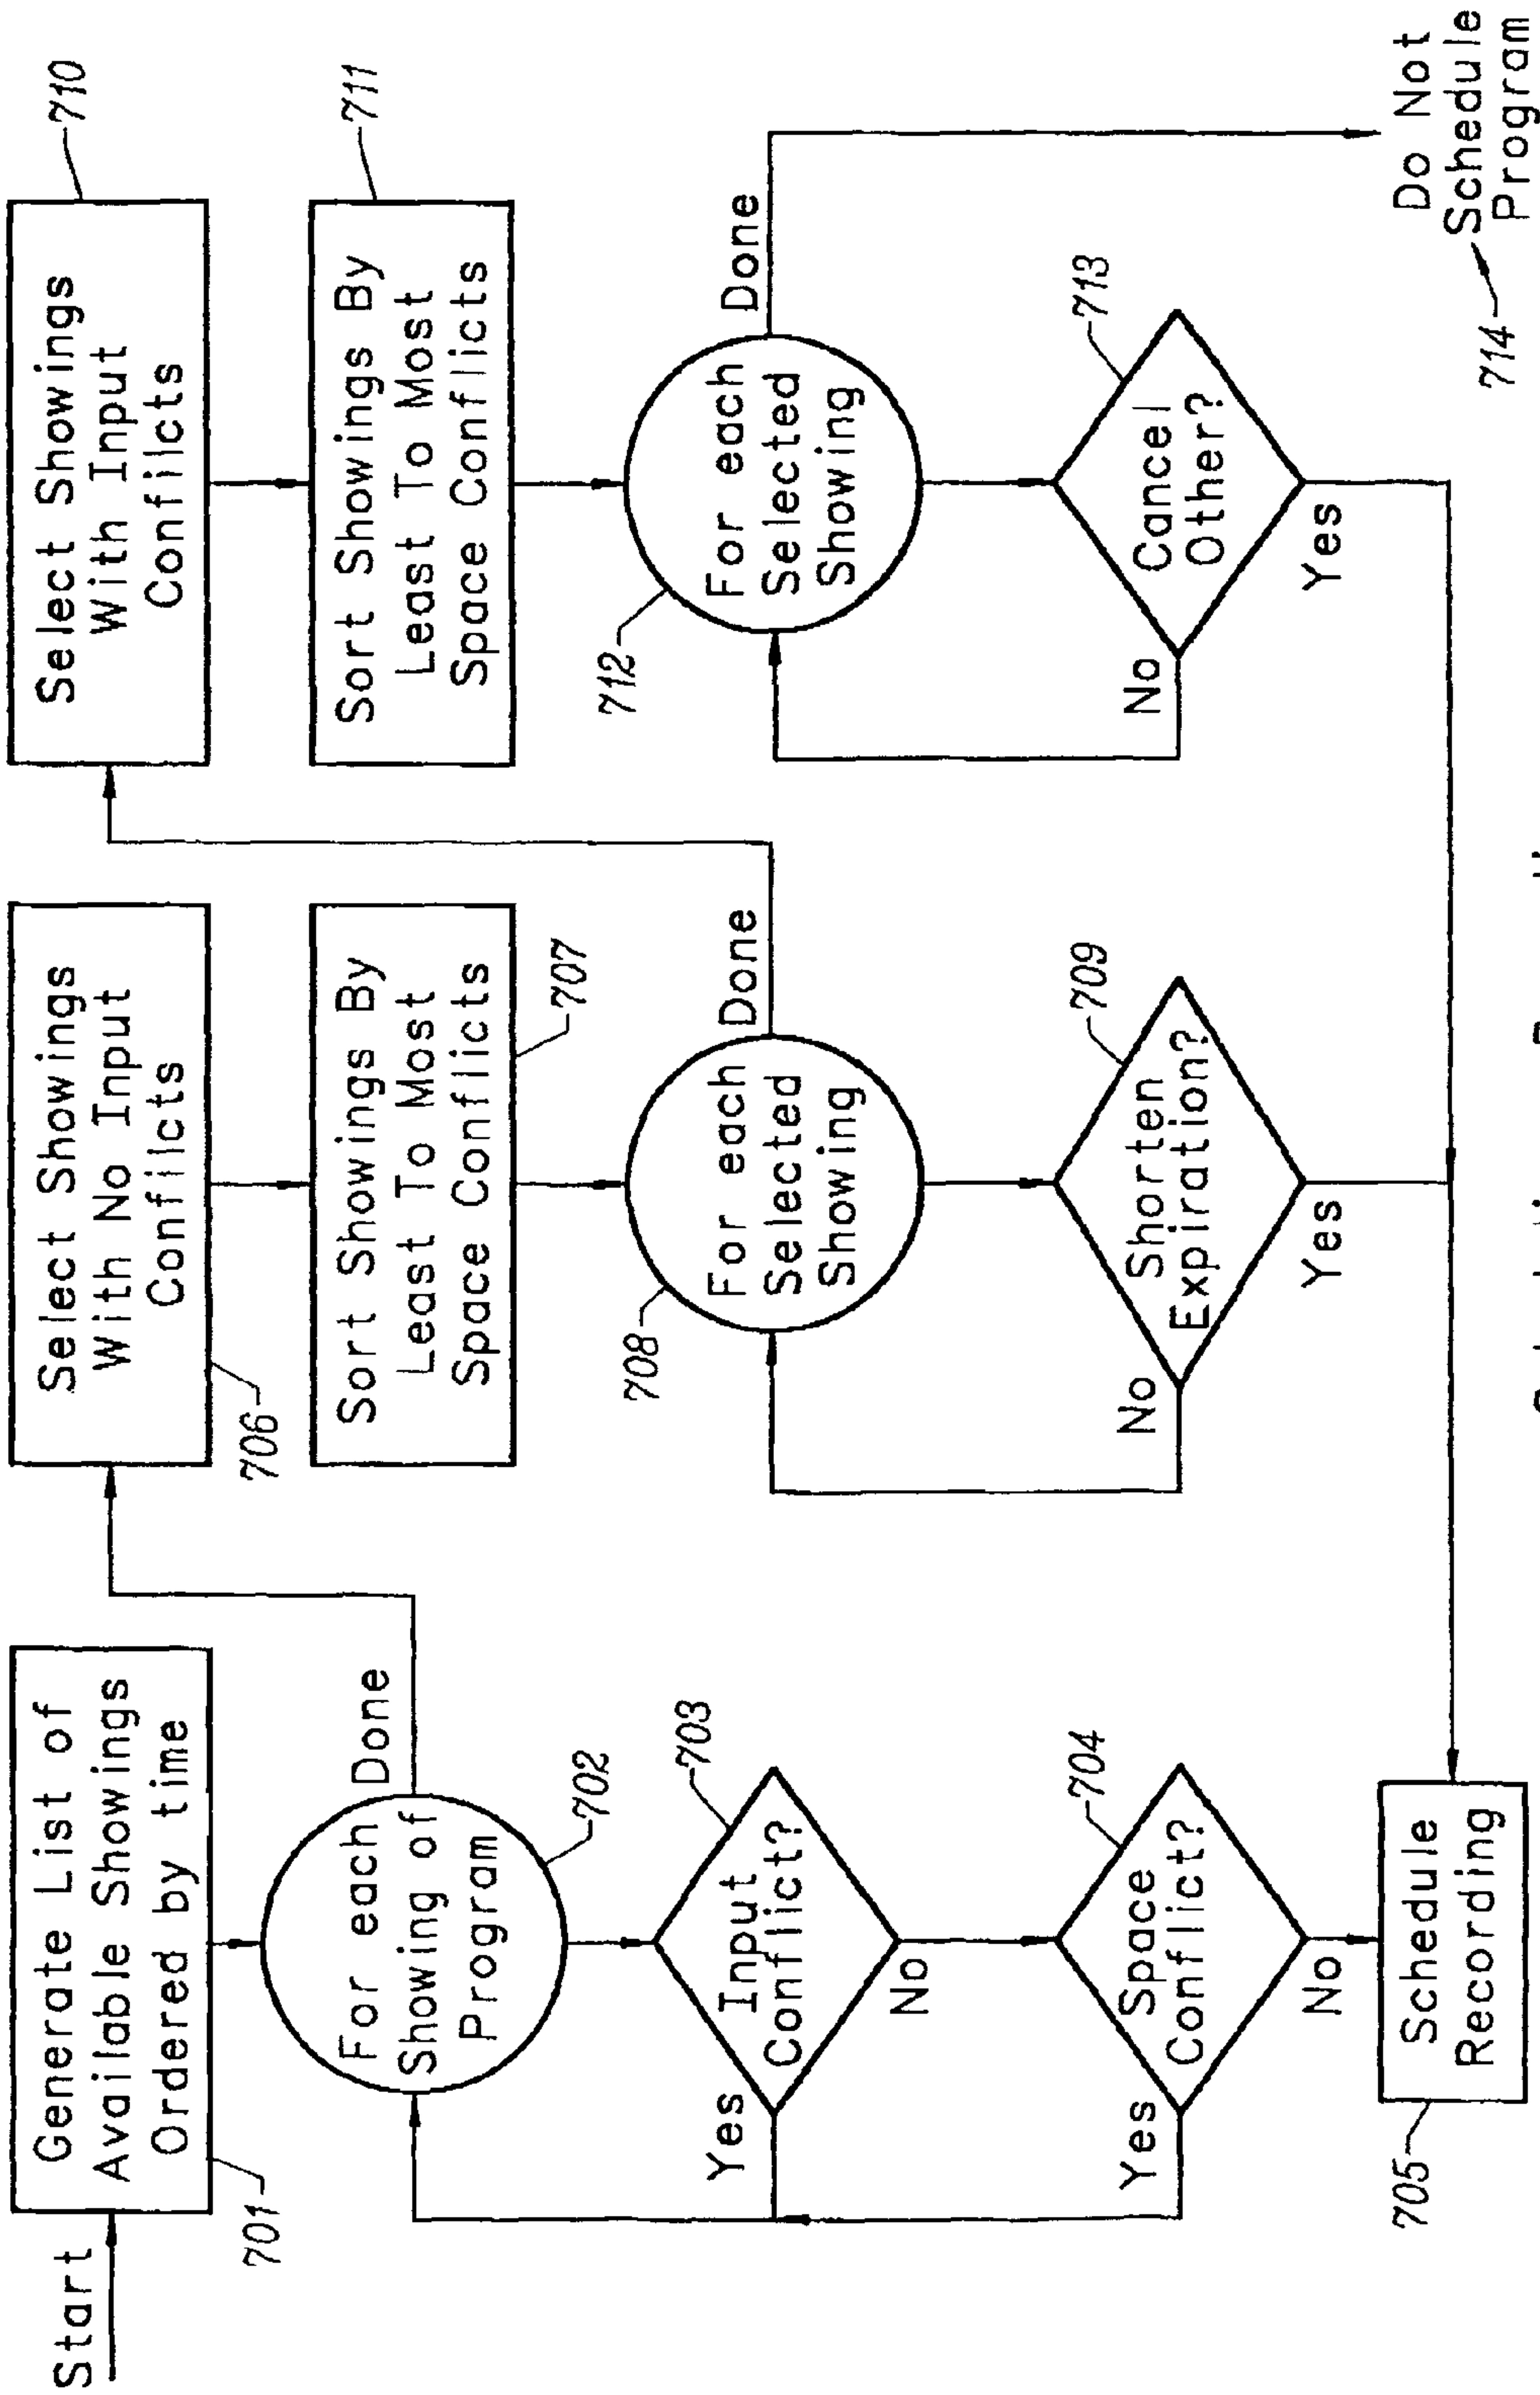 Start
Generate List of
Available Showings
Ordered by time
701
For each
Showing of
Program
Done
702
Input
Conflict?
703
Yes
No
Space
Conflict?
704
Yes
No
Schedule
Recording
705
Select Showings
With No Input
Confilcts
706
Sort Showings By
Least To Most
Space Conflicts
707
For each
Selected
Showing
Done
708
Shorten
Expiration?
709
No
Yes
Select Showings
With Input
Confilcts
710
Sort Showings By
Least To Most
Space Conflicts
711
For each
Selected
Showing
Done
712
Cancel
Other?
713
No
Yes
Do Not
Schedule
Program
714